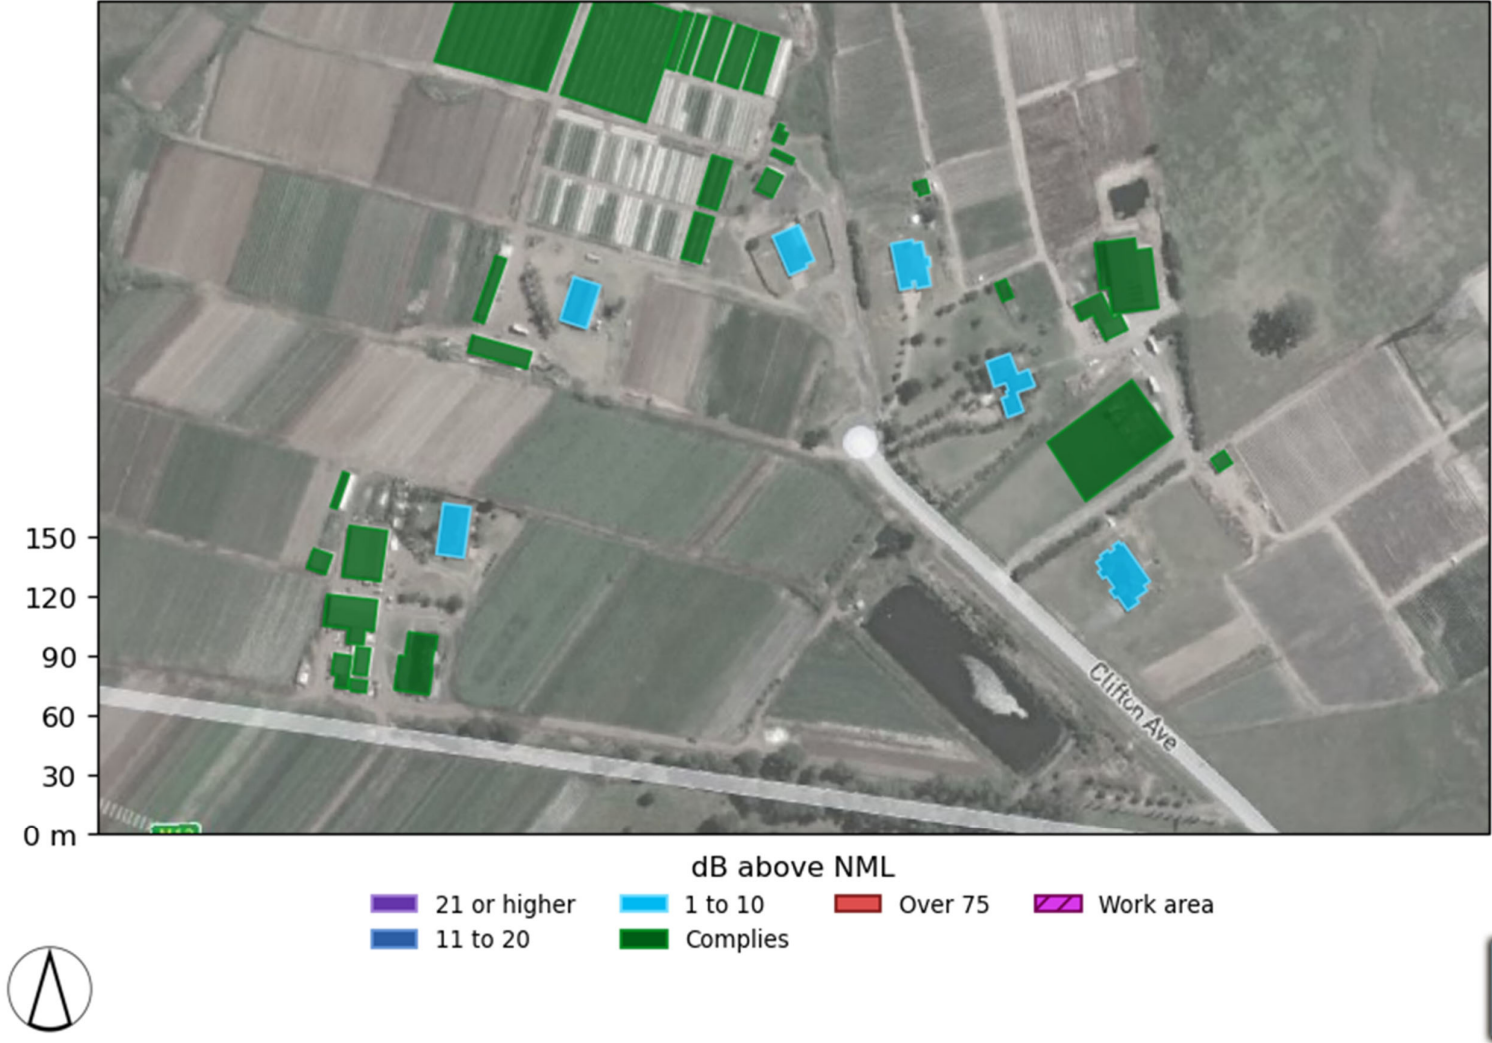 150
120
90
60
30
0 m
Clifton Ave
dB above NML
21 or higher
1 to 10
Over 75
Work area
11 to 20
Complies